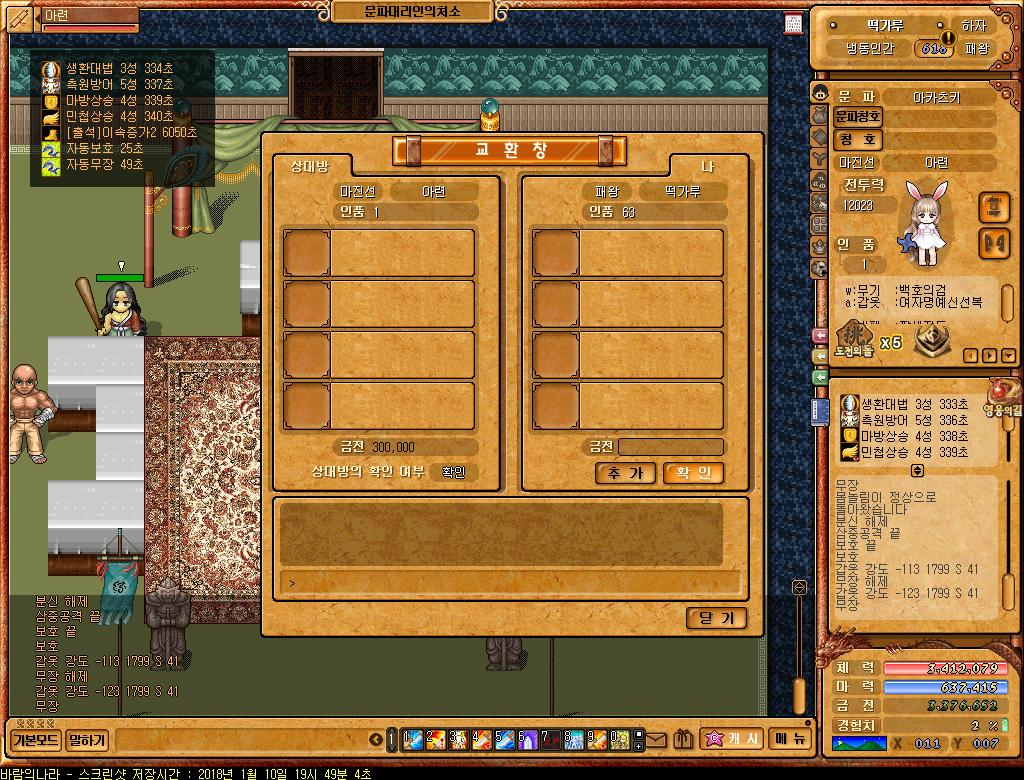 아련
문파대리인의처소
떡가루 하자
냉동인간 618 패왕
생환대법 3성 334초
측원방어 5성 337초
마방상승 4성 339초
민첩상승 4성 340초
[출석]이속증가2 6050초
자동보호 25초
자동무장 49초
교 환 창
상대방
나
마진선 아련
인품 1
패왕 떡가루
인품 63
금전 300,000
상대방의 확인 여부 확인
금전
추 가 확 인
>
닫 기
문 파 아카츠키
문파칭호
칭 호
마진선 아련
전투력
12023
인 품
1
w:무기 :백호의검
a:갑옷 :여자명예신선복
도전의돌 x5
영웅의길
생환대법 3성 333초
측원방어 5성 336초
마방상승 4성 338초
민첩상승 4성 339초
무장
몸놀림이 정상으로
돌아왔습니다
분신 해제
삼중공격 끝
보호 끝
보호
갑옷 강도 -113 1799 S 41
무장 해제
갑옷 강도 -123 1799 S 41
무장
분신 해제
삼중공격 끝
보호 끝
보호
갑옷 강도 -113 1799 S 41
무장 해제
갑옷 강도 -123 1799 S 41
무장
체 력 3,412,079
마 력 637,415
금 전 3,376,652
경험치 2 %
X 011 Y 007
기본모드 말하기
1 2 3 4 5 6 7 8 9 0
캐 시 메 뉴
바람의나라 - 스크린샷 저장시간 : 2018년 1월 10일 19시 49분 4초